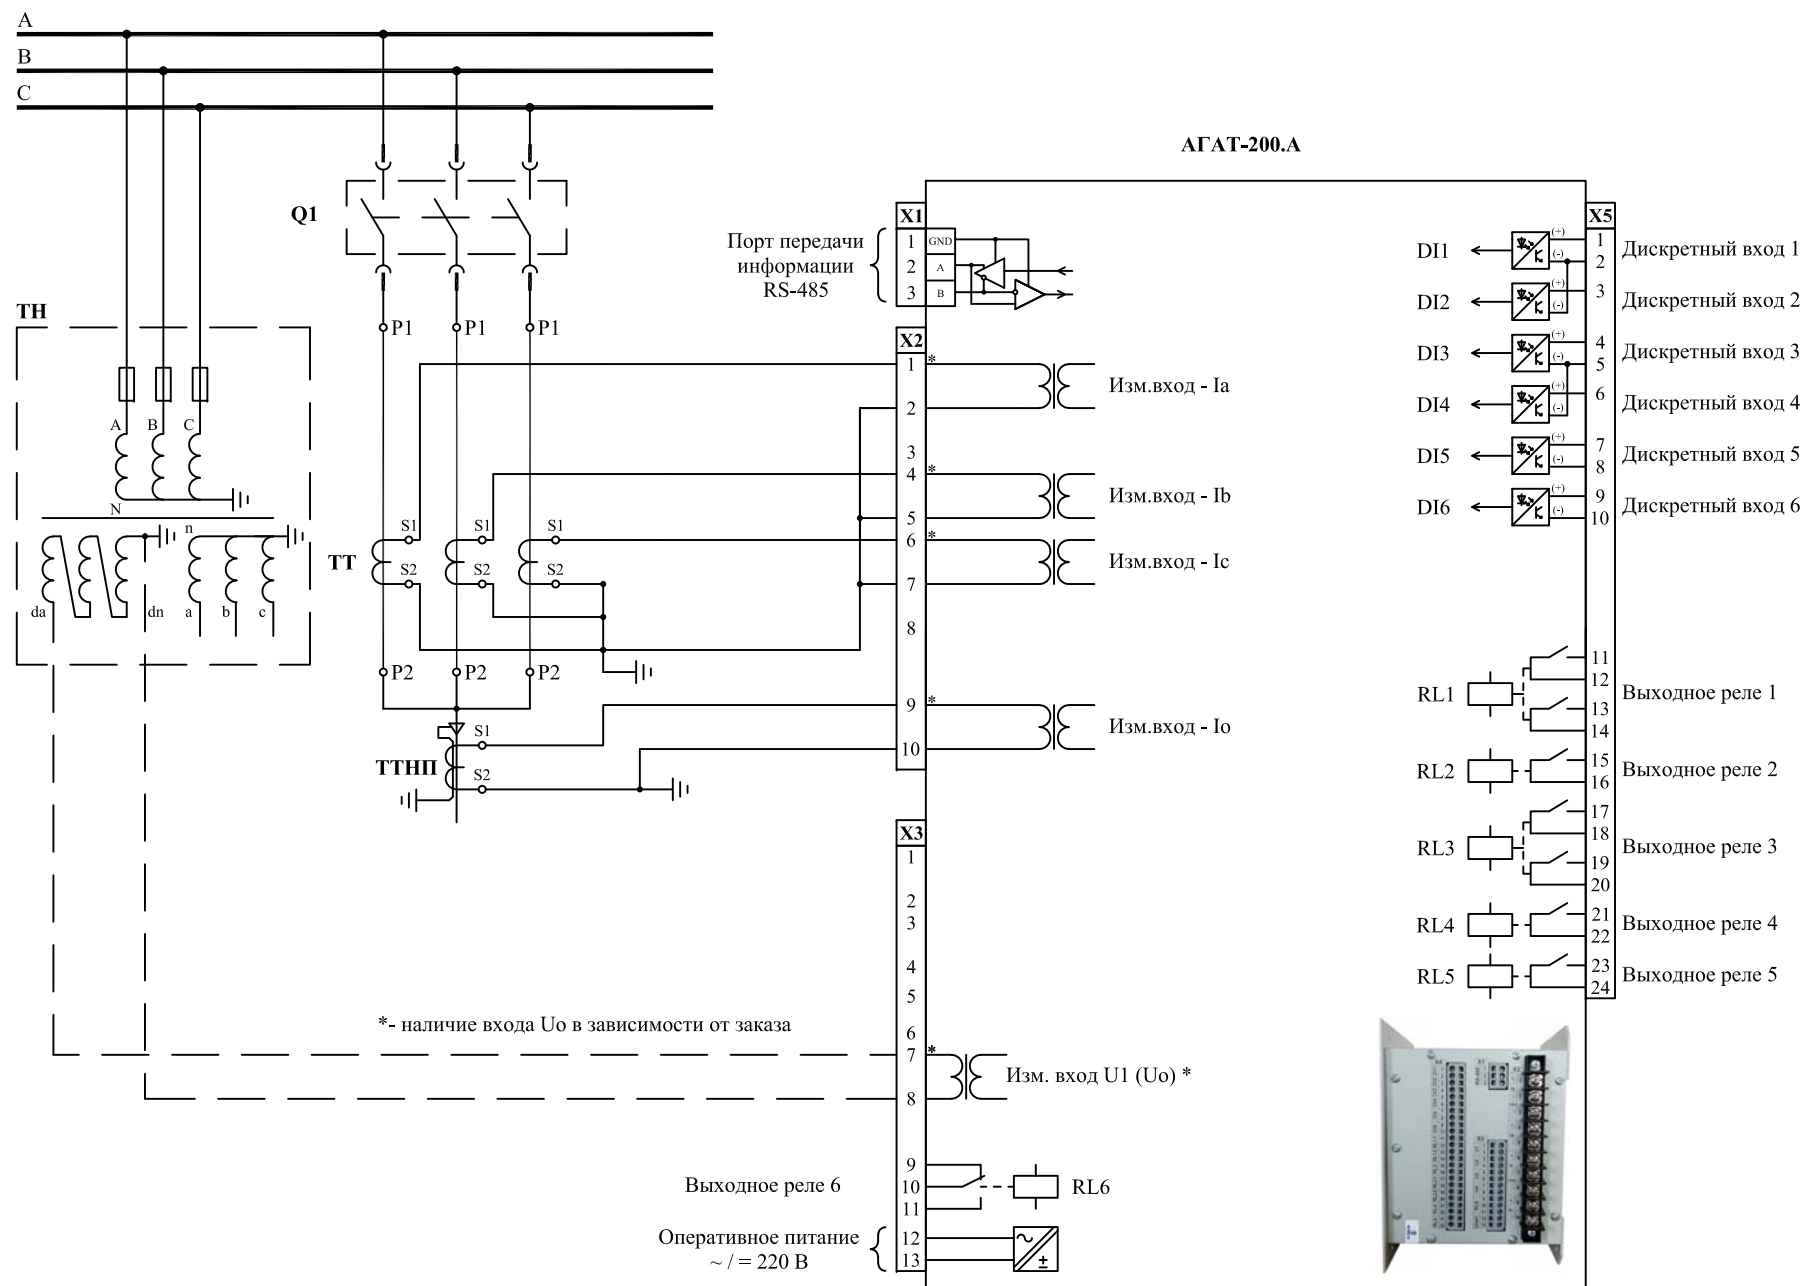 A
B
C
АГАТ-200.А
Q1
ТН
A
B
C
N
n
da
dn
a
b
c
P1
P1
P1
ТТ
S1
S1
S1
S2
S2
S2
P2
P2
P2
ТТНП
S1
S2
Порт передачи
информации
RS-485
X1
1 GND
2 A
3 B
X2
1 *
2
3
4 *
5
6 *
7
8
9 *
10
Изм.вход - Ia
Изм.вход - Ib
Изм.вход - Ic
Изм.вход - Io
X3
1
2
3
4
5
6
7 *
8
9
10
11
12
13
*- наличие входа Uo в зависимости от заказа
Изм. вход U1 (Uo) *
Выходное реле 6
RL6
Оперативное питание
~ / = 220 В
X5
DI1 (+) 1 Дискретный вход 1
(-) 2
DI2 (+) 3 Дискретный вход 2
(-)
DI3 (+) 4 Дискретный вход 3
(-) 5
DI4 (+) 6 Дискретный вход 4
(-)
DI5 (+) 7 Дискретный вход 5
(-) 8
DI6 (+) 9 Дискретный вход 6
(-) 10
RL1 Выходное реле 1
11
12
13
14
RL2 Выходное реле 2
15
16
RL3 Выходное реле 3
17
18
19
20
RL4 Выходное реле 4
21
22
RL5 Выходное реле 5
23
24